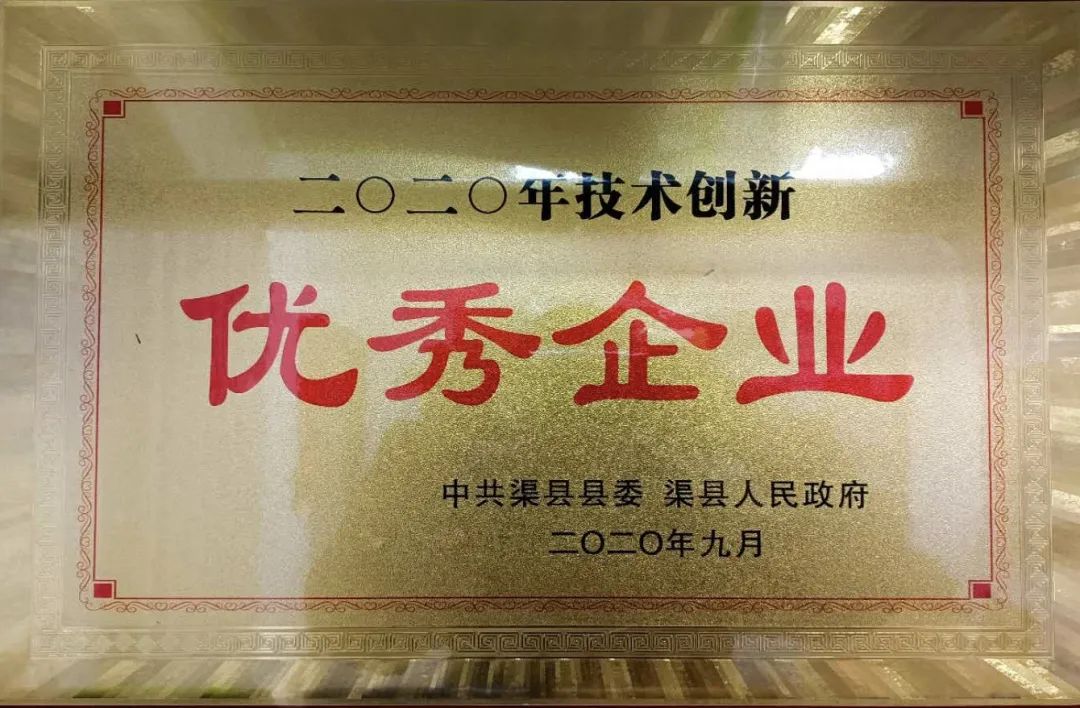 二〇二〇年技术创新
优秀企业
中共渠县县委 渠县人民政府
二〇二〇年九月